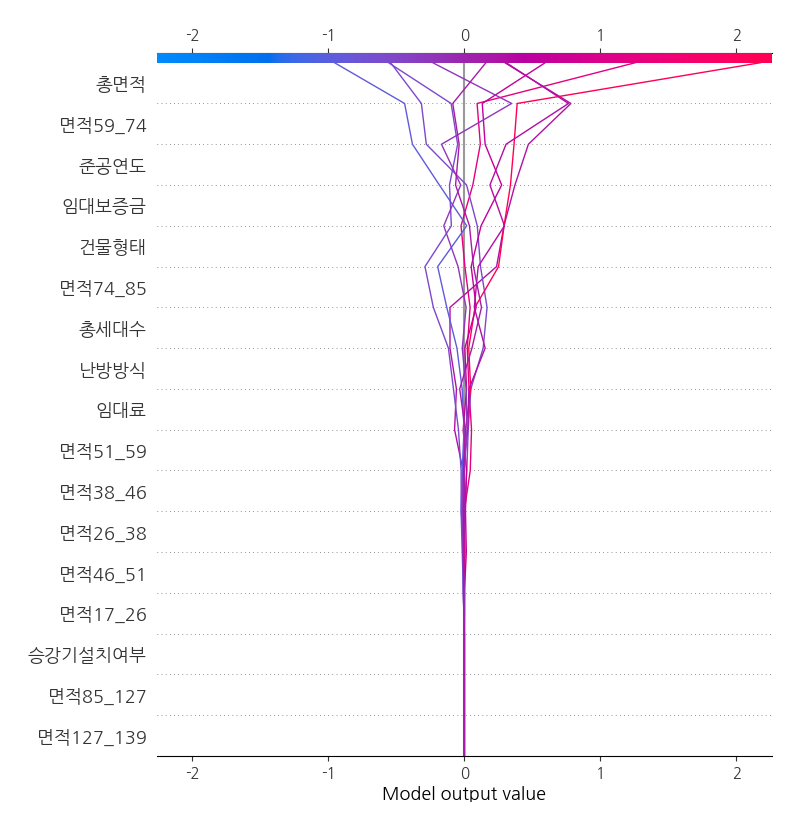 -2 -1 0 1 2
총면적
면적59_74
준공연도
임대보증금
건물형태
면적74_85
총세대수
난방방식
임대료
면적51_59
면적38_46
면적26_38
면적46_51
면적17_26
승강기설치여부
면적85_127
면적127_139
-2 -1 0 1 2
Model output value